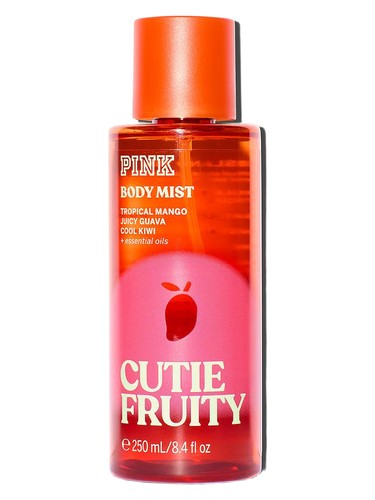 PINK
BODY MIST
TROPICAL MANGO
JUICY GUAVA
COOL KIWI
+ essential oils
CUTIE
FRUITY
℮ 250 mL/8.4 fl oz